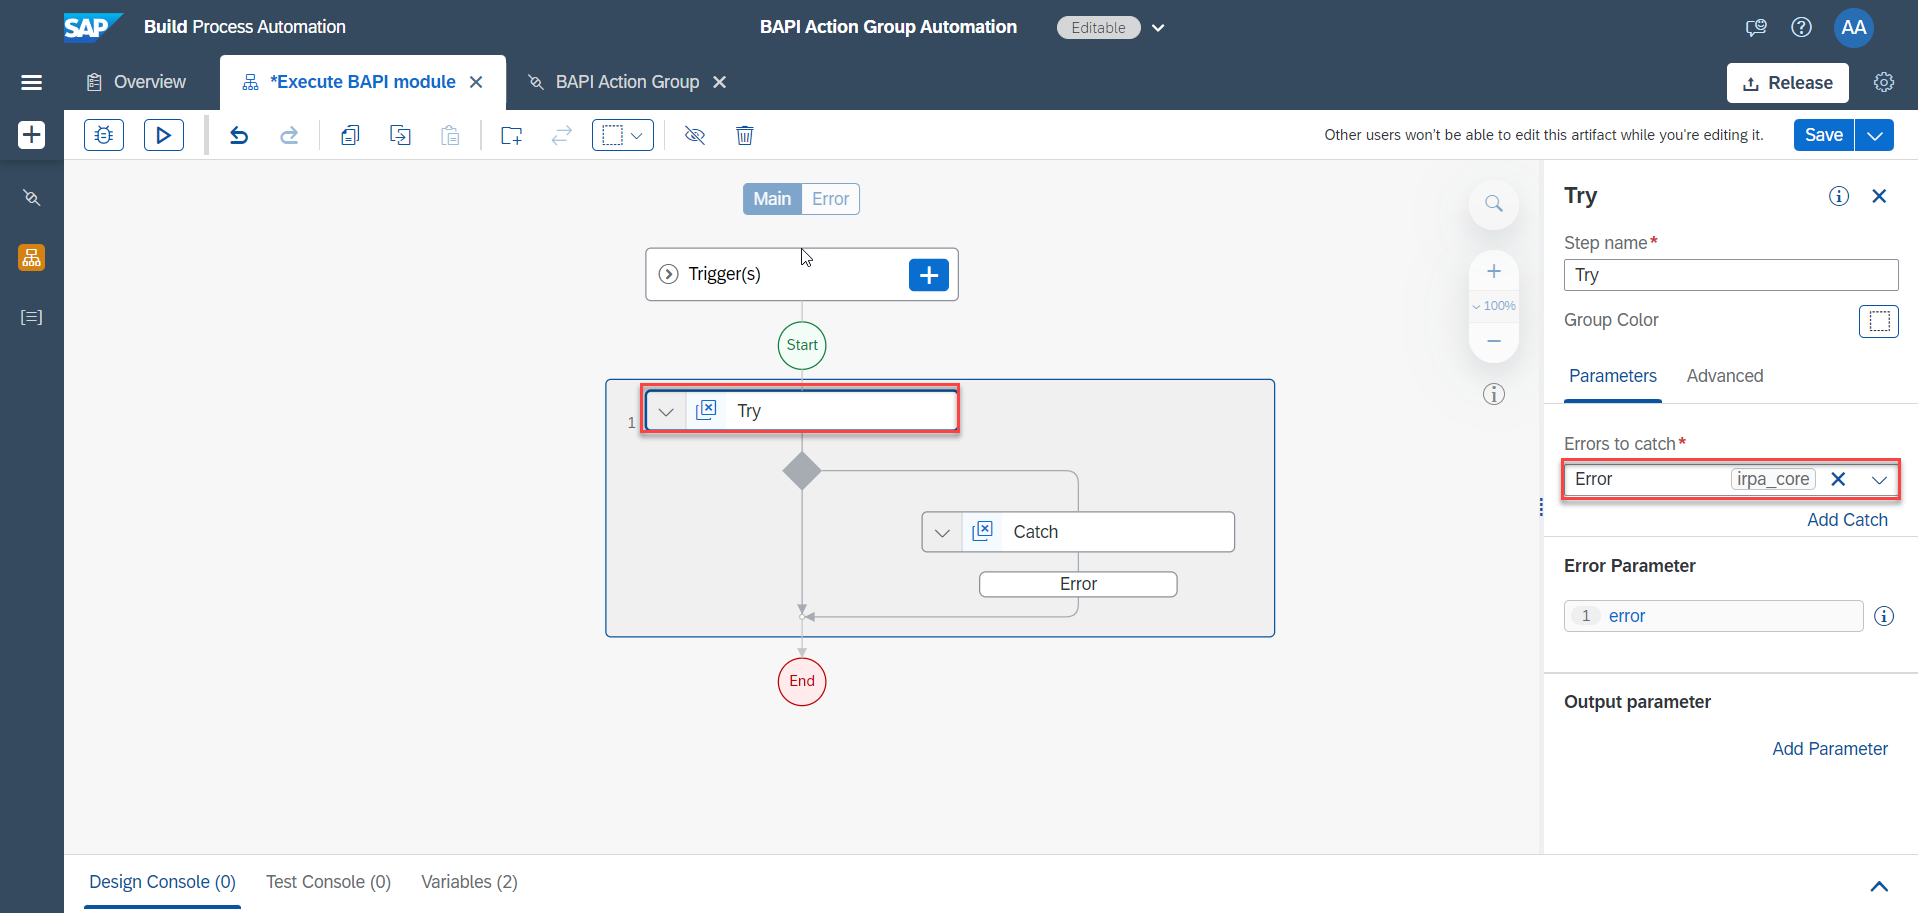 SAP
Build Process Automation
BAPI Action Group Automation
Editable
AA
Overview
*Execute BAPI module
BAPI Action Group
Release
Other users won't be able to edit this artifact while you're editing it.
Save
Main
Error
Trigger(s)
Start
1
Try
Catch
Error
End
100%
Try
Step name*
Try
Group Color
Parameters
Advanced
Errors to catch*
Error
irpa_core
Add Catch
Error Parameter
1 error
Output parameter
Add Parameter
Design Console (0)
Test Console (0)
Variables (2)